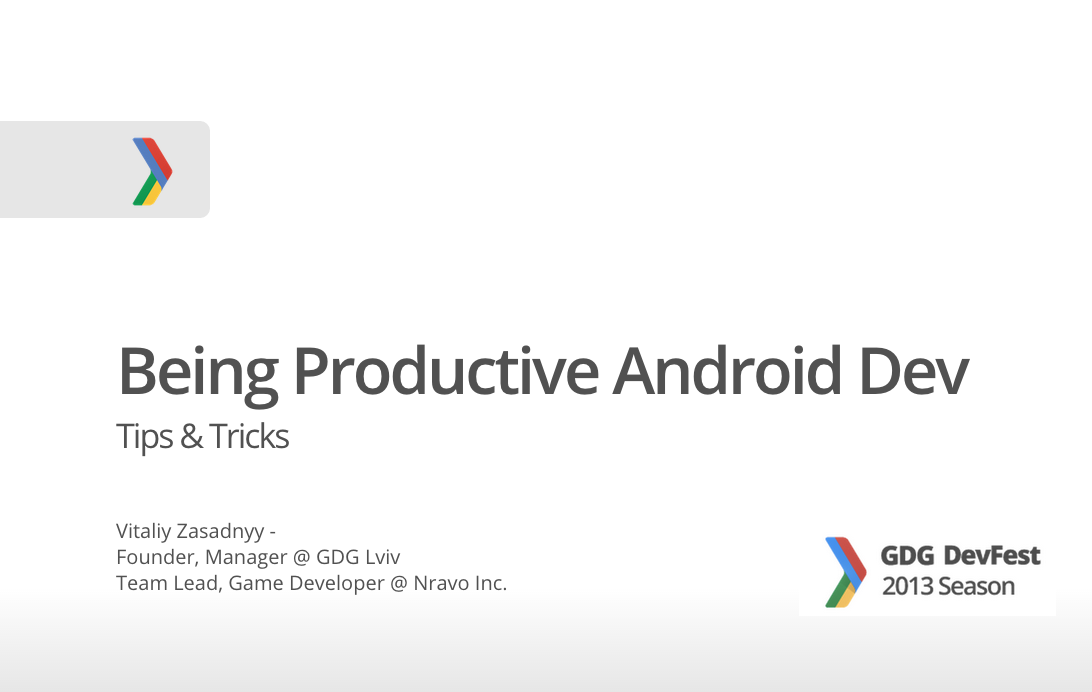 Being Productive Android Dev
Tips & Tricks
Vitaliy Zasadnyy -
Founder, Manager @ GDG Lviv
Team Lead, Game Developer @ Nravo Inc.
GDG DevFest
2013 Season